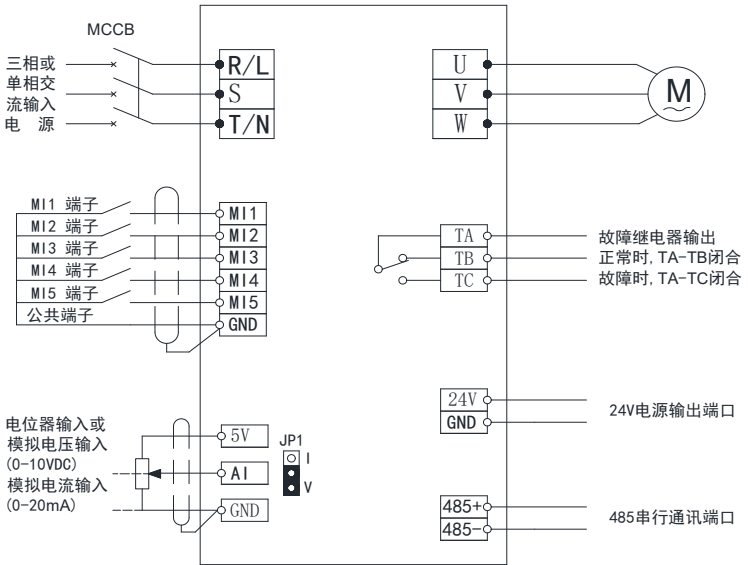 MCCB
三相或
单相交
流输入
电 源
R/L
S
T/N
U
V
W
M
MI1 端子
MI2 端子
MI3 端子
MI4 端子
MI5 端子
公共端子
MI1
MI2
MI3
MI4
MI5
GND
TA
TB
TC
故障继电器输出
正常时,TA-TB闭合
故障时,TA-TC闭合
24V
GND
24V电源输出端口
电位器输入或
模拟电压输入
(0-10VDC)
模拟电流输入
(0-20mA)
5V
AI
GND
JP1
I
V
485+
485-
485串行通讯端口